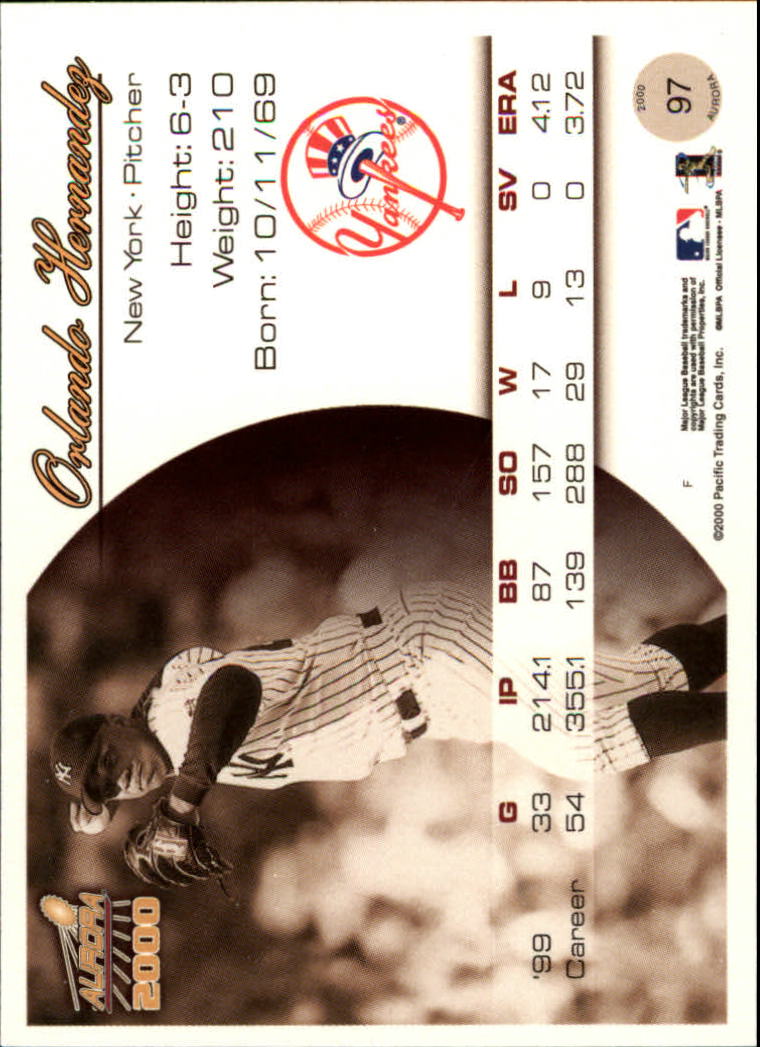 AURORA
2000
Orlando Hernandez
New York • Pitcher
Height: 6-3
Weight: 210
Born: 10/11/69
Yankees
G IP BB SO W L SV ERA
'99 33 214.1 87 157 17 9 0 4.12
Career 54 355.1 139 288 29 13 0 3.72
2000
97
AURORA
F
Major League Baseball trademarks and
copyrights are used with permission of
Major League Baseball Properties, Inc.
©2000 Pacific Trading Cards, Inc. ©MLBPA Official Licensee - MLBPA